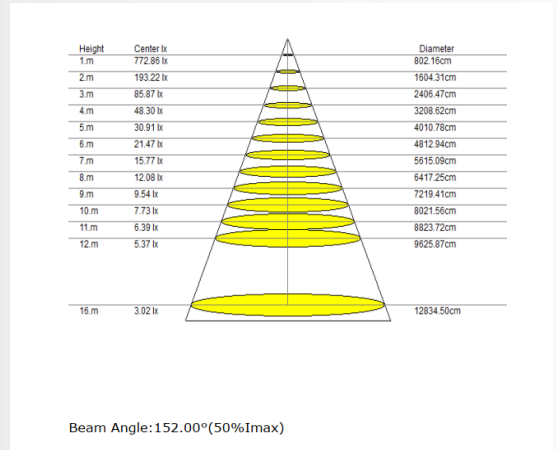 Height Center lx Diameter
1.m 772.86 lx 802.16cm
2.m 193.22 lx 1604.31cm
3.m 85.87 lx 2406.47cm
4.m 48.30 lx 3208.62cm
5.m 30.91 lx 4010.78cm
6.m 21.47 lx 4812.94cm
7.m 15.77 lx 5615.09cm
8.m 12.08 lx 6417.25cm
9.m 9.54 lx 7219.41cm
10.m 7.73 lx 8021.56cm
11.m 6.39 lx 8823.72cm
12.m 5.37 lx 9625.87cm
16.m 3.02 lx 12834.50cm
Beam Angle:152.00°(50%Imax)